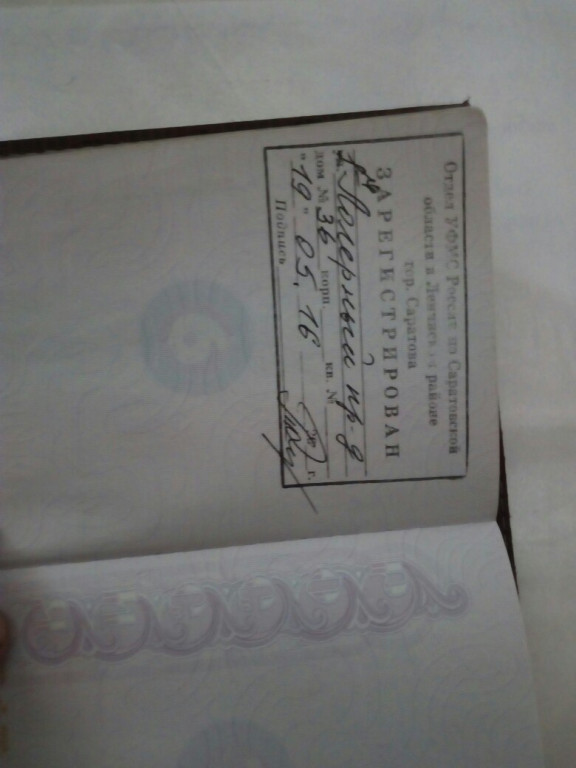 Отдел УФМС России по Саратовской
области в Ленинском районе
гор. Саратова
ЗАРЕГИСТРИРОВАН
пр-д
дом № 36 корп. кв. №
"19" 05. 16 г.
Подпись